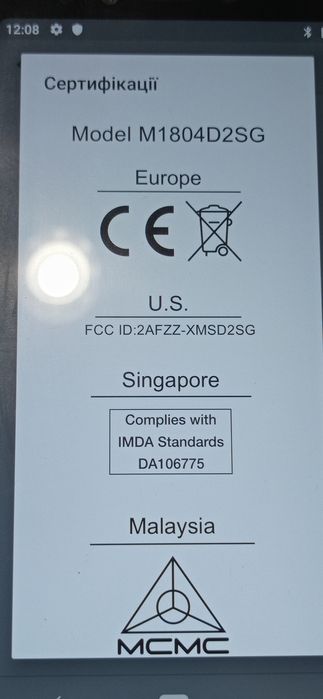 12:08
Сертифікації
Model M1804D2SG
Europe
CE
U.S.
FCC ID:2AFZZ-XMSD2SG
Singapore
Complies with
IMDA Standards
DA106775
Malaysia
MCMC